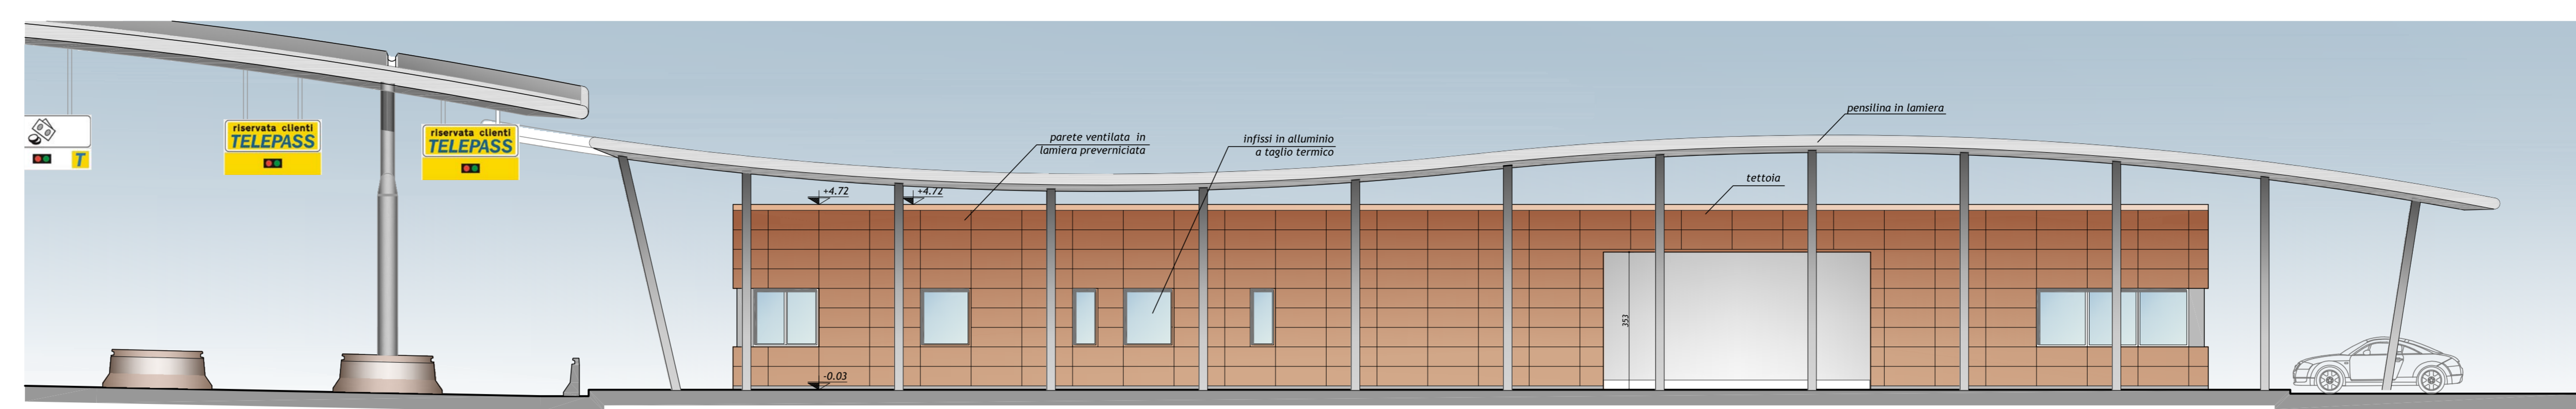 riservata clienti
TELEPASS
riservata clienti
TELEPASS
T
parete ventilata in
lamiera preverniciata
infissi in alluminio
a taglio termico
pensilina in lamiera
tettoia
+4.72
+4.72
353
-0.03